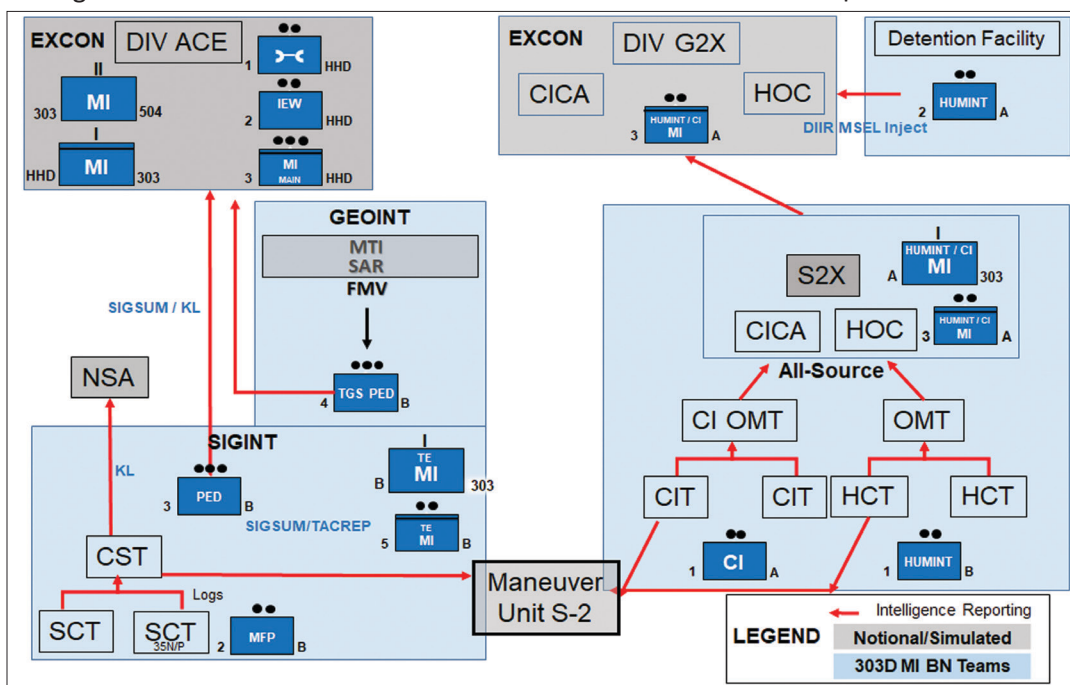 EXCON
DIV ACE
1
HHD
II
303
MI
504
IEW
2
HHD
I
HHD
MI
303
MI
MAIN
3
HHD
EXCON
DIV G2X
CICA
HUMINT / CI
MI
3
A
HOC
Detention Facility
HUMINT
2
A
DIIR MSEL Inject
GEOINT
MTI
SAR
FMV
TGS PED
4
B
SIGSUM / KL
NSA
KL
SIGINT
I
TE
MI
B
303
PED
3
B
SIGSUM/TACREP
TE
MI
5
B
CST
Logs
SCT
SCT
35N/P
MFP
2
B
Maneuver
Unit S-2
I
HUMINT / CI
MI
A
303
S2X
CICA
HOC
HUMINT / CI
MI
3
A
All-Source
CI OMT
OMT
CIT
CIT
HCT
HCT
CI
1
A
HUMINT
1
B
LEGEND
Intelligence Reporting
Notional/Simulated
303D MI BN Teams